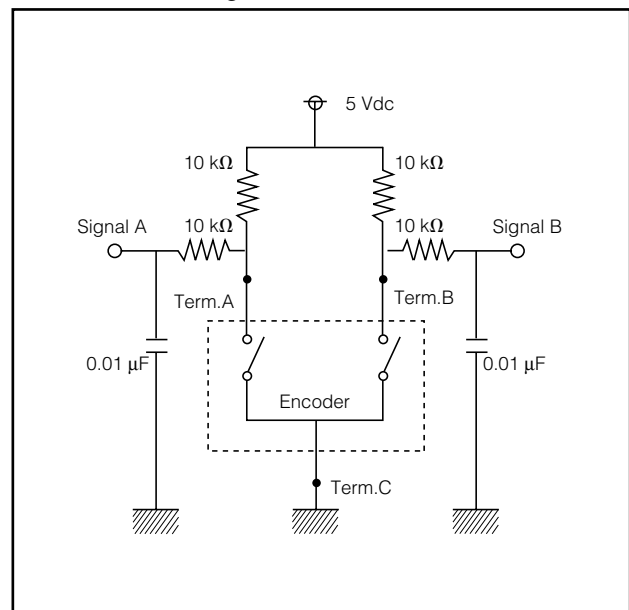 5 Vdc
10 kΩ
10 kΩ
10 kΩ
10 kΩ
Signal A
Signal B
Term.A
Term.B
0.01 μF
0.01 μF
Encoder
Term.C